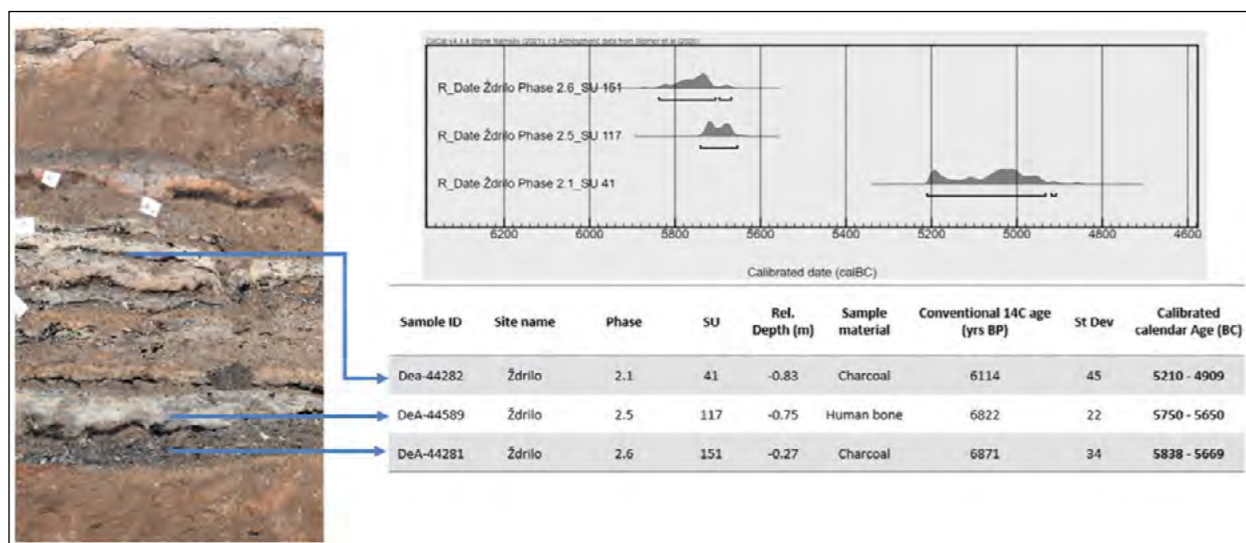 R_Date Ždrilo Phase 2.6_SU 151
R_Date Ždrilo Phase 2.5_SU 117
R_Date Ždrilo Phase 2.1_SU 41
6200 6000 5800 5600 5400 5200 5000 4800 4600
Calibrated date (calBC)
Sample ID Site name Phase SU Rel. Depth (m) Sample material Conventional 14C age (yrs BP) St Dev Calibrated calendar Age (BC)
Dea-44282 Ždrilo 2.1 41 -0.83 Charcoal 6114 45 5210 - 4909
DeA-44589 Ždrilo 2.5 117 -0.75 Human bone 6822 22 5750 - 5650
DeA-44281 Ždrilo 2.6 151 -0.27 Charcoal 6871 34 5838 - 5669